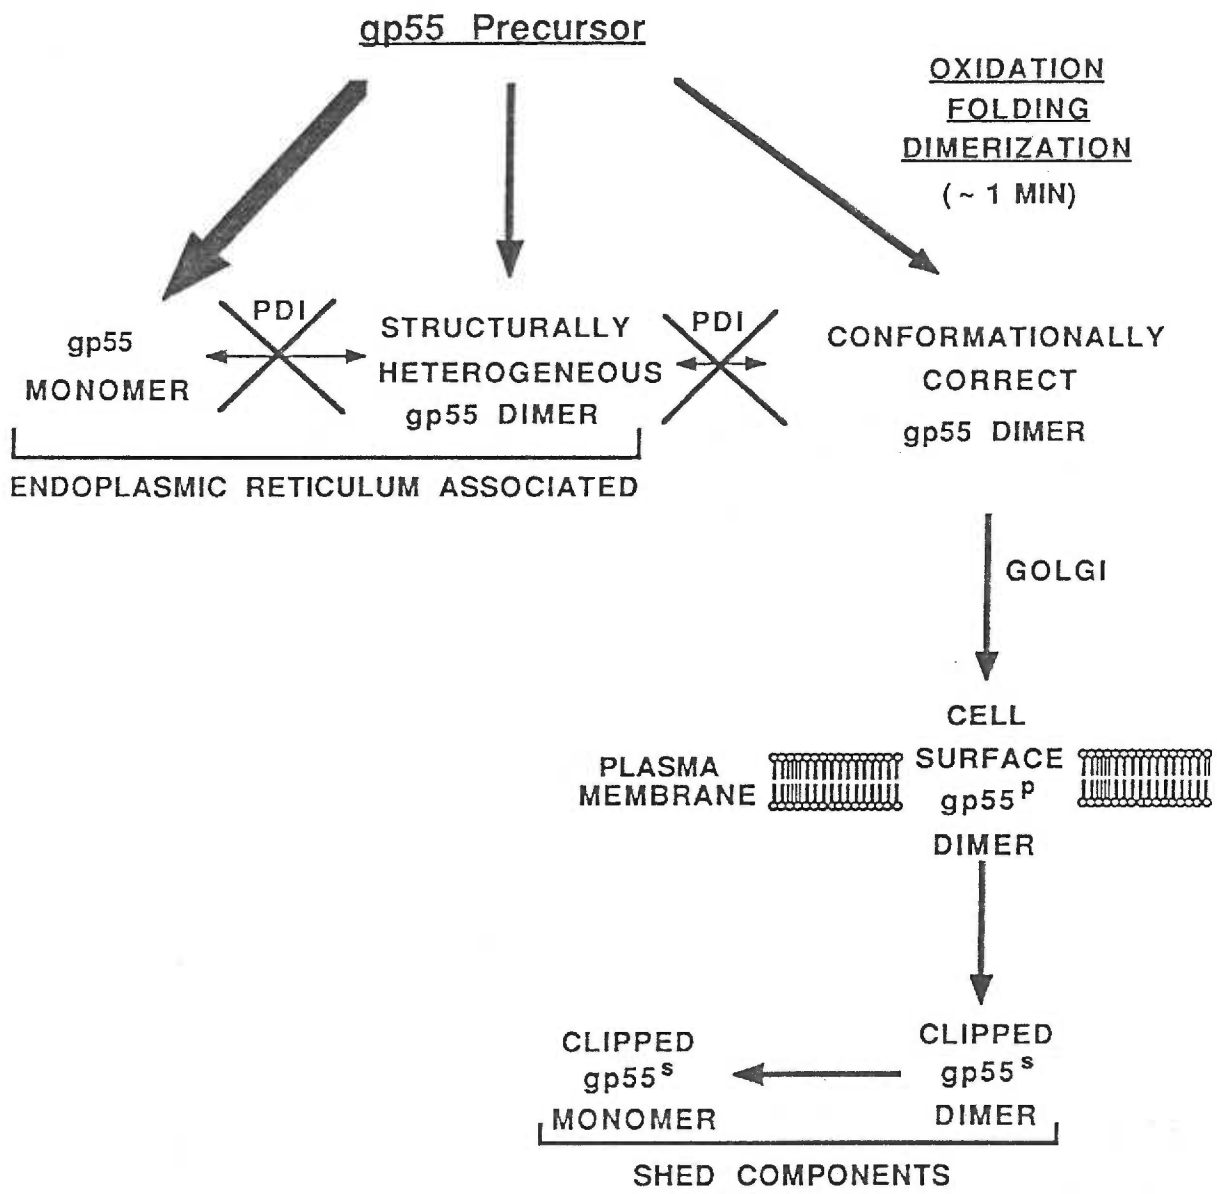 gp55 Precursor
OXIDATION
FOLDING
DIMERIZATION
(~ 1 MIN)
gp55
MONOMER
PDI
STRUCTURALLY
HETEROGENEOUS
gp55 DIMER
PDI
CONFORMATIONALLY
CORRECT
gp55 DIMER
ENDOPLASMIC RETICULUM ASSOCIATED
GOLGI
CELL
SURFACE
gp55p
DIMER
PLASMA
MEMBRANE
CLIPPED
gp55s
MONOMER
CLIPPED
gp55s
DIMER
SHED COMPONENTS